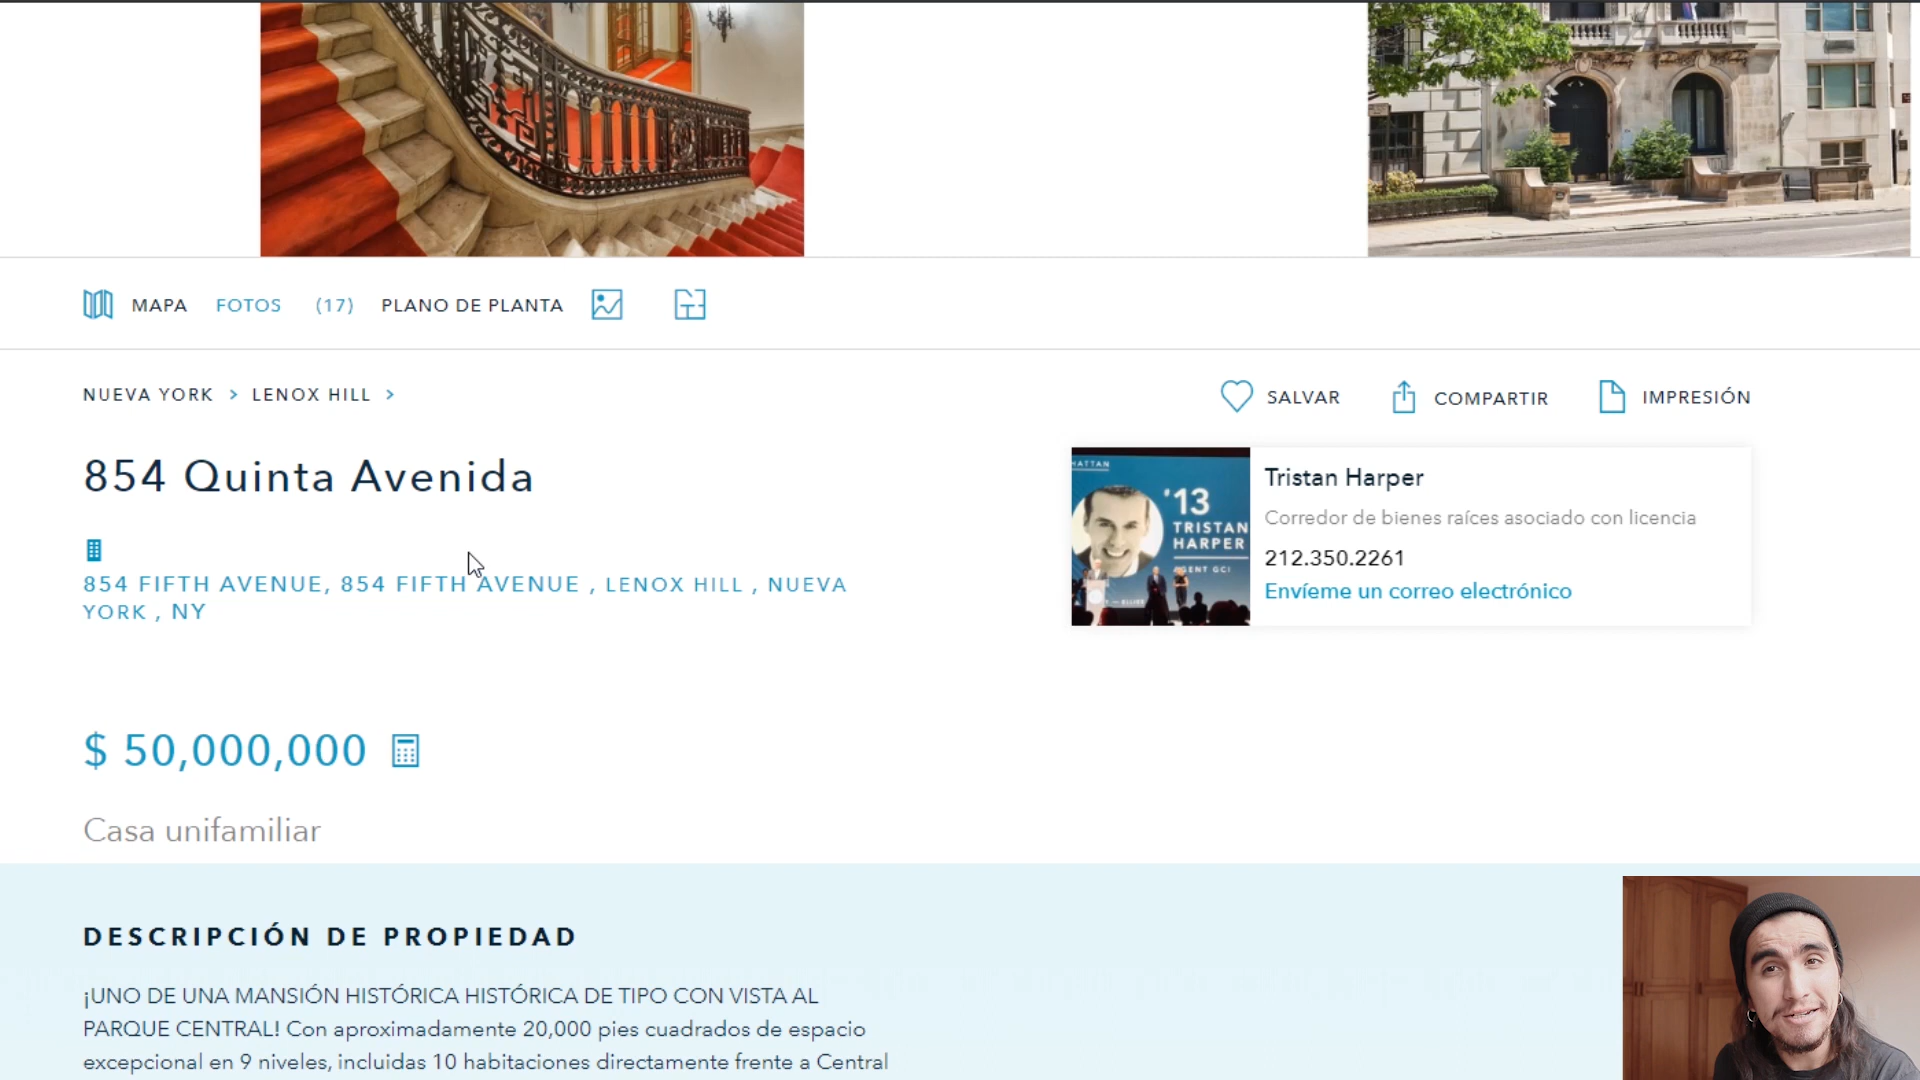 MAPA FOTOS (17) PLANO DE PLANTA
NUEVA YORK > LENOX HILL >
SALVAR COMPARTIR IMPRESIÓN
854 Quinta Avenida
854 FIFTH AVENUE, 854 FIFTH AVENUE , LENOX HILL , NUEVA
YORK , NY
HATTAN
'13
TRISTAN
HARPER
AGENT GCI
Tristan Harper
Corredor de bienes raíces asociado con licencia
212.350.2261
Envíeme un correo electrónico
$ 50,000,000
Casa unifamiliar
DESCRIPCIÓN DE PROPIEDAD
¡UNO DE UNA MANSIÓN HISTÓRICA HISTÓRICA DE TIPO CON VISTA AL
PARQUE CENTRAL! Con aproximadamente 20,000 pies cuadrados de espacio
excepcional en 9 niveles, incluidas 10 habitaciones directamente frente a Central